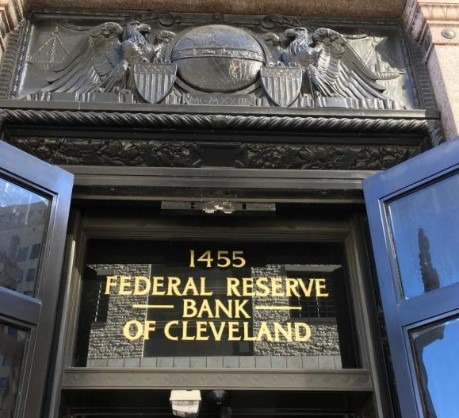 1455
FEDERAL RESERVE
BANK
OF CLEVELAND